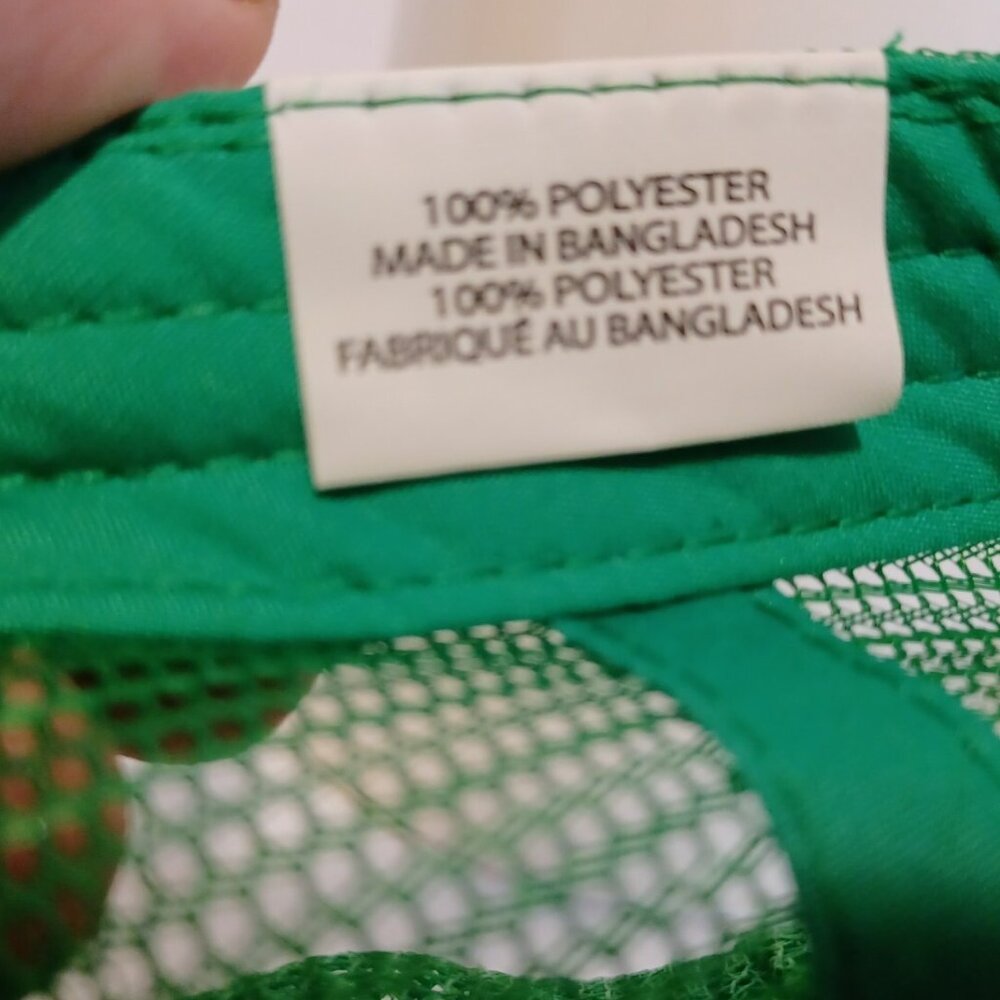 100% POLYESTER
MADE IN BANGLADESH
100% POLYESTER
FABRIQUÉ AU BANGLADESH